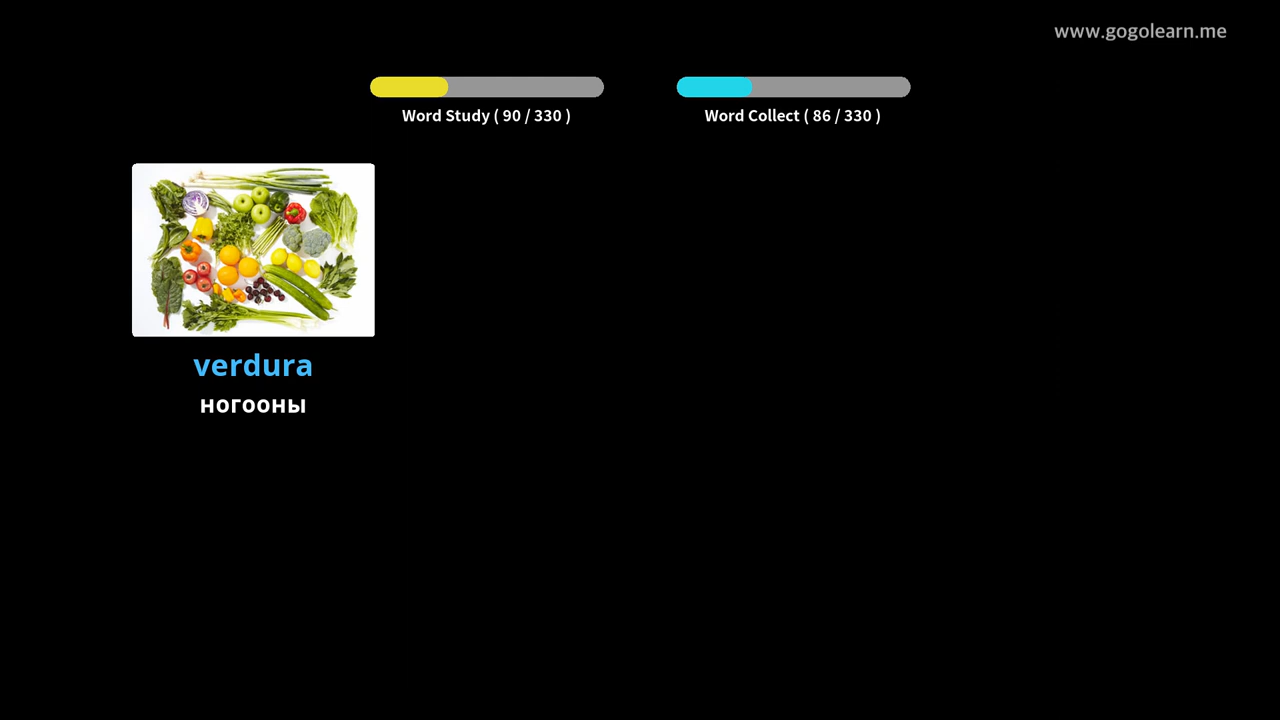 www.gogolearn.me
Word Study ( 90 / 330 )
Word Collect ( 86 / 330 )
verdura
ногооны